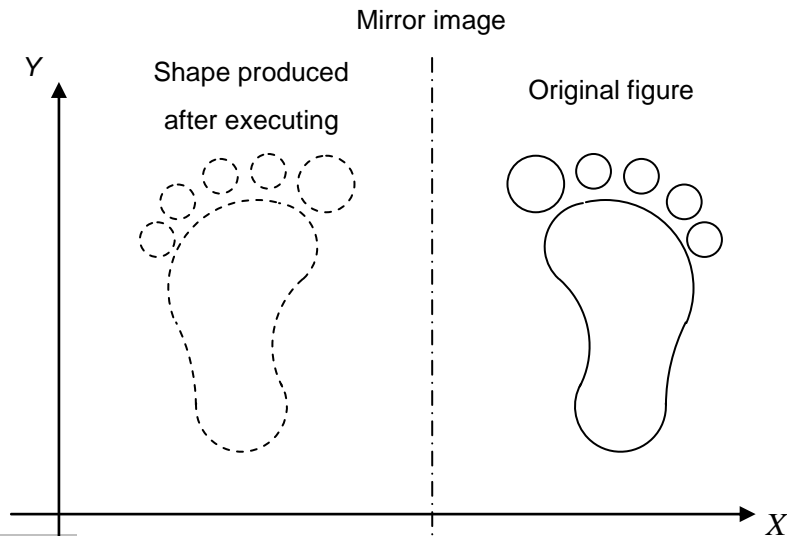 Mirror image
Y
Shape produced
after executing
Original figure
X